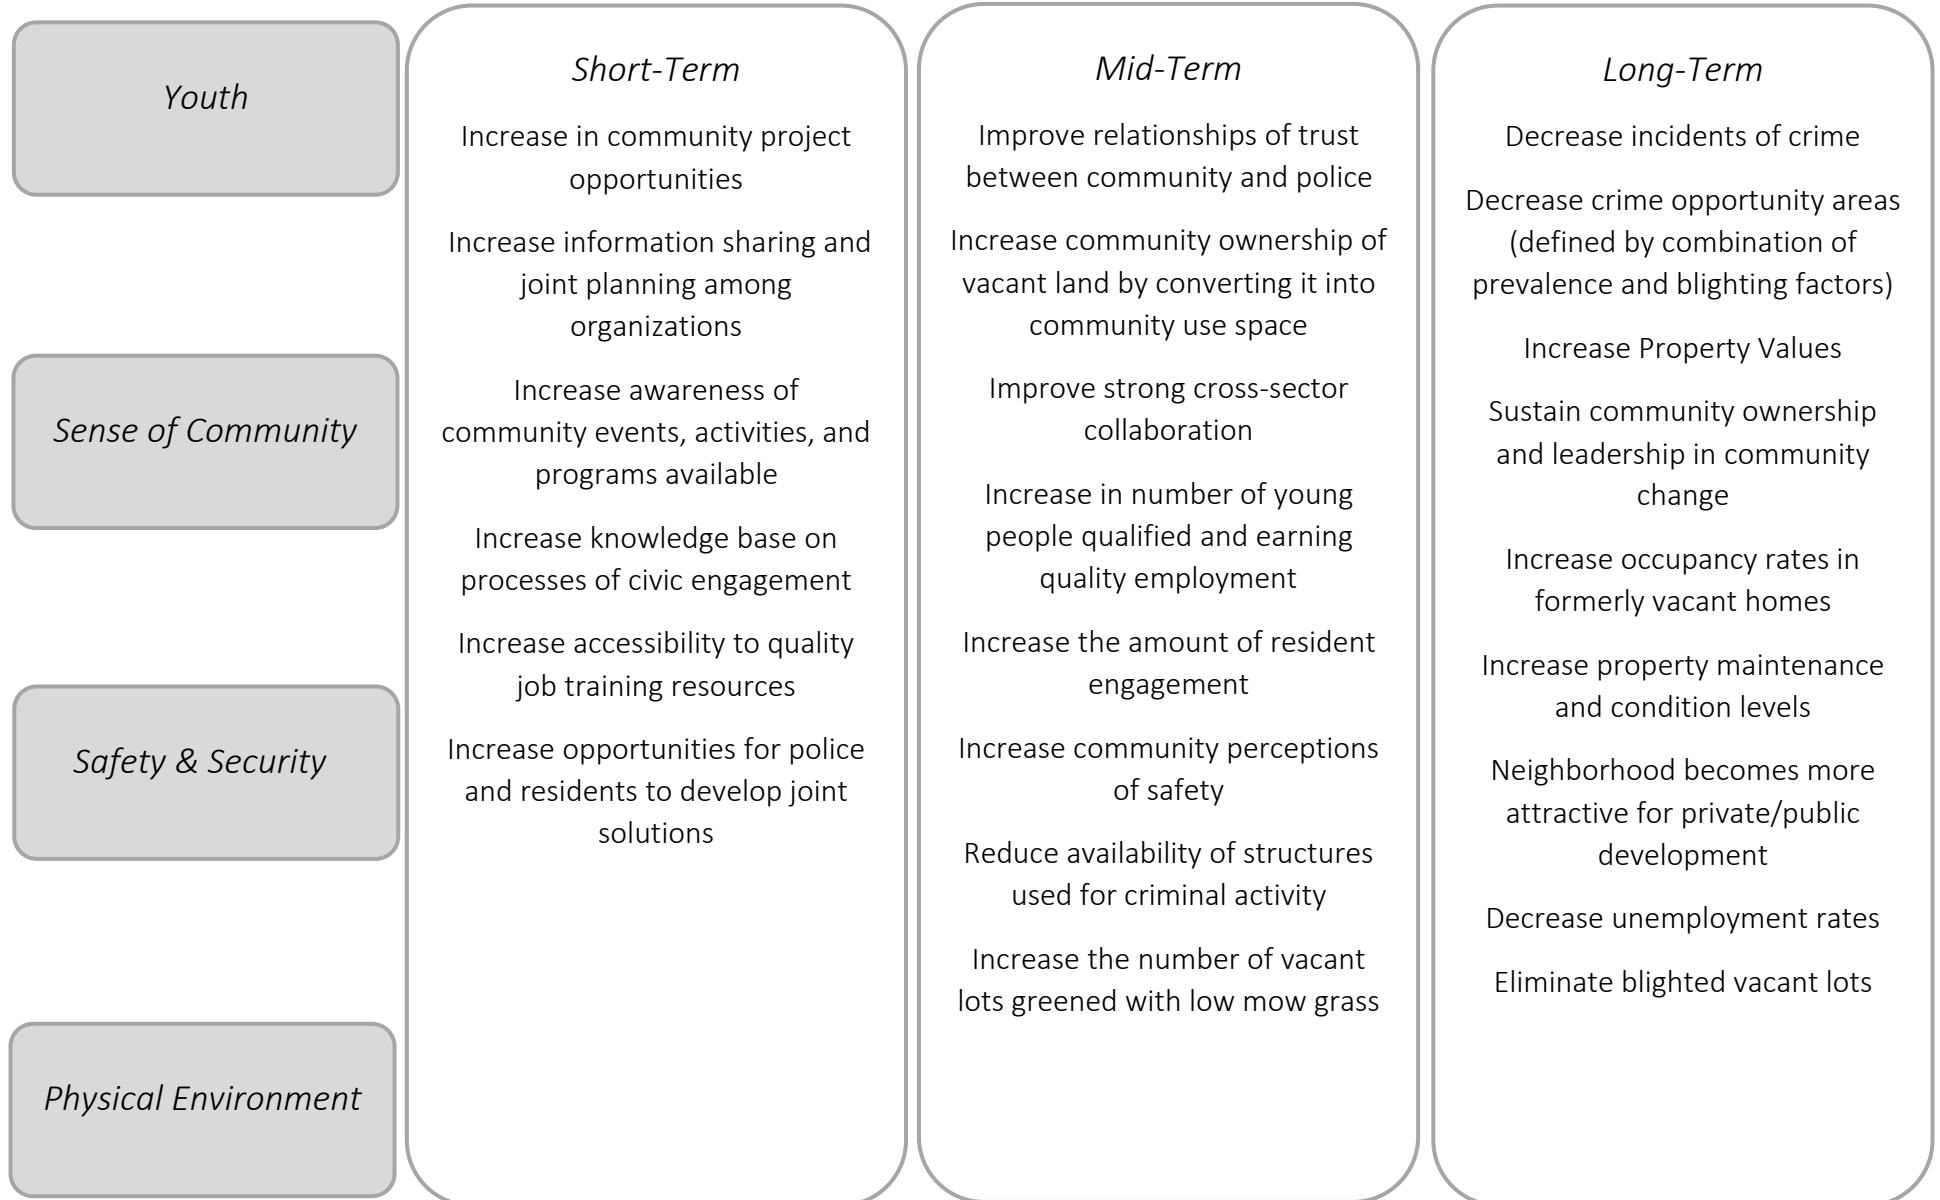 Youth
Sense of Community
Safety & Security
Physical Environment
Short-Term
Increase in community project
opportunities
Increase information sharing and
joint planning among
organizations
Increase awareness of
community events, activities, and
programs available
Increase knowledge base on
processes of civic engagement
Increase accessibility to quality
job training resources
Increase opportunities for police
and residents to develop joint
solutions
Mid-Term
Improve relationships of trust
between community and police
Increase community ownership of
vacant land by converting it into
community use space
Improve strong cross-sector
collaboration
Increase in number of young
people qualified and earning
quality employment
Increase the amount of resident
engagement
Increase community perceptions
of safety
Reduce availability of structures
used for criminal activity
Increase the number of vacant
lots greened with low mow grass
Long-Term
Decrease incidents of crime
Decrease crime opportunity areas
(defined by combination of
prevalence and blighting factors)
Increase Property Values
Sustain community ownership
and leadership in community
change
Increase occupancy rates in
formerly vacant homes
Increase property maintenance
and condition levels
Neighborhood becomes more
attractive for private/public
development
Decrease unemployment rates
Eliminate blighted vacant lots